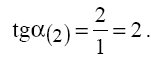 tgα(2) = 2/1 = 2 .